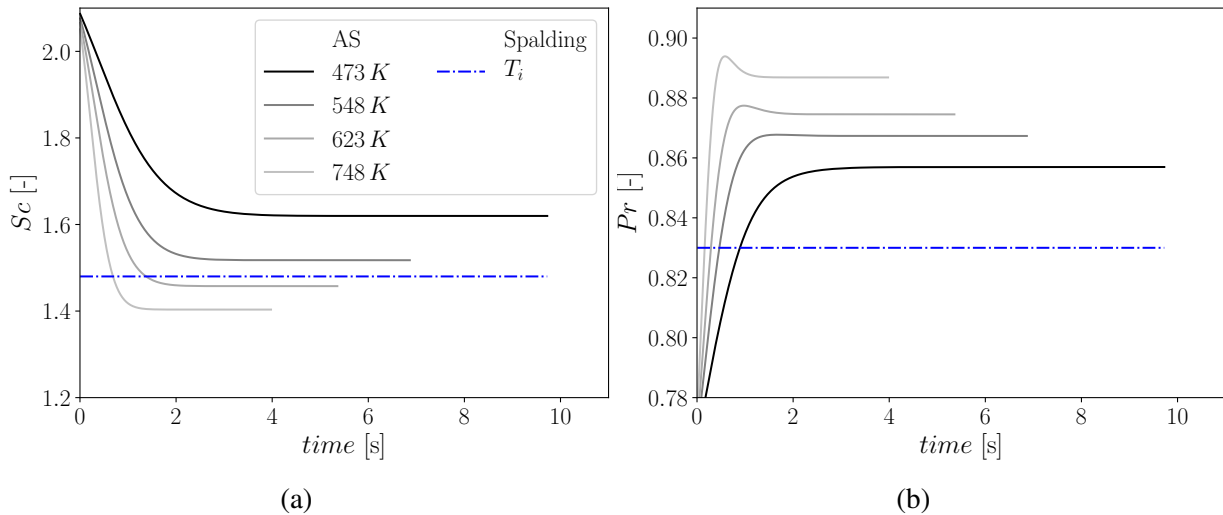 AS
473 K
548 K
623 K
748 K
Spalding
T_i
2.0
1.8
1.6
1.4
1.2
Sc [-]
0 2 4 6 8 10
time [s]
(a)
0.90
0.88
0.86
0.84
0.82
0.80
0.78
Pr [-]
0 2 4 6 8 10
time [s]
(b)